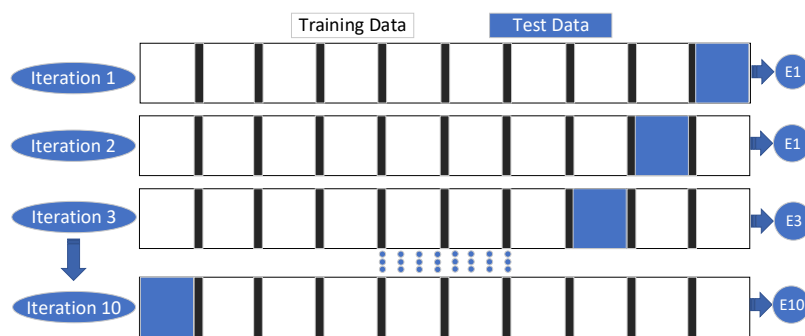 Training Data
Test Data
Iteration 1
E1
Iteration 2
E1
Iteration 3
E3
Iteration 10
E10